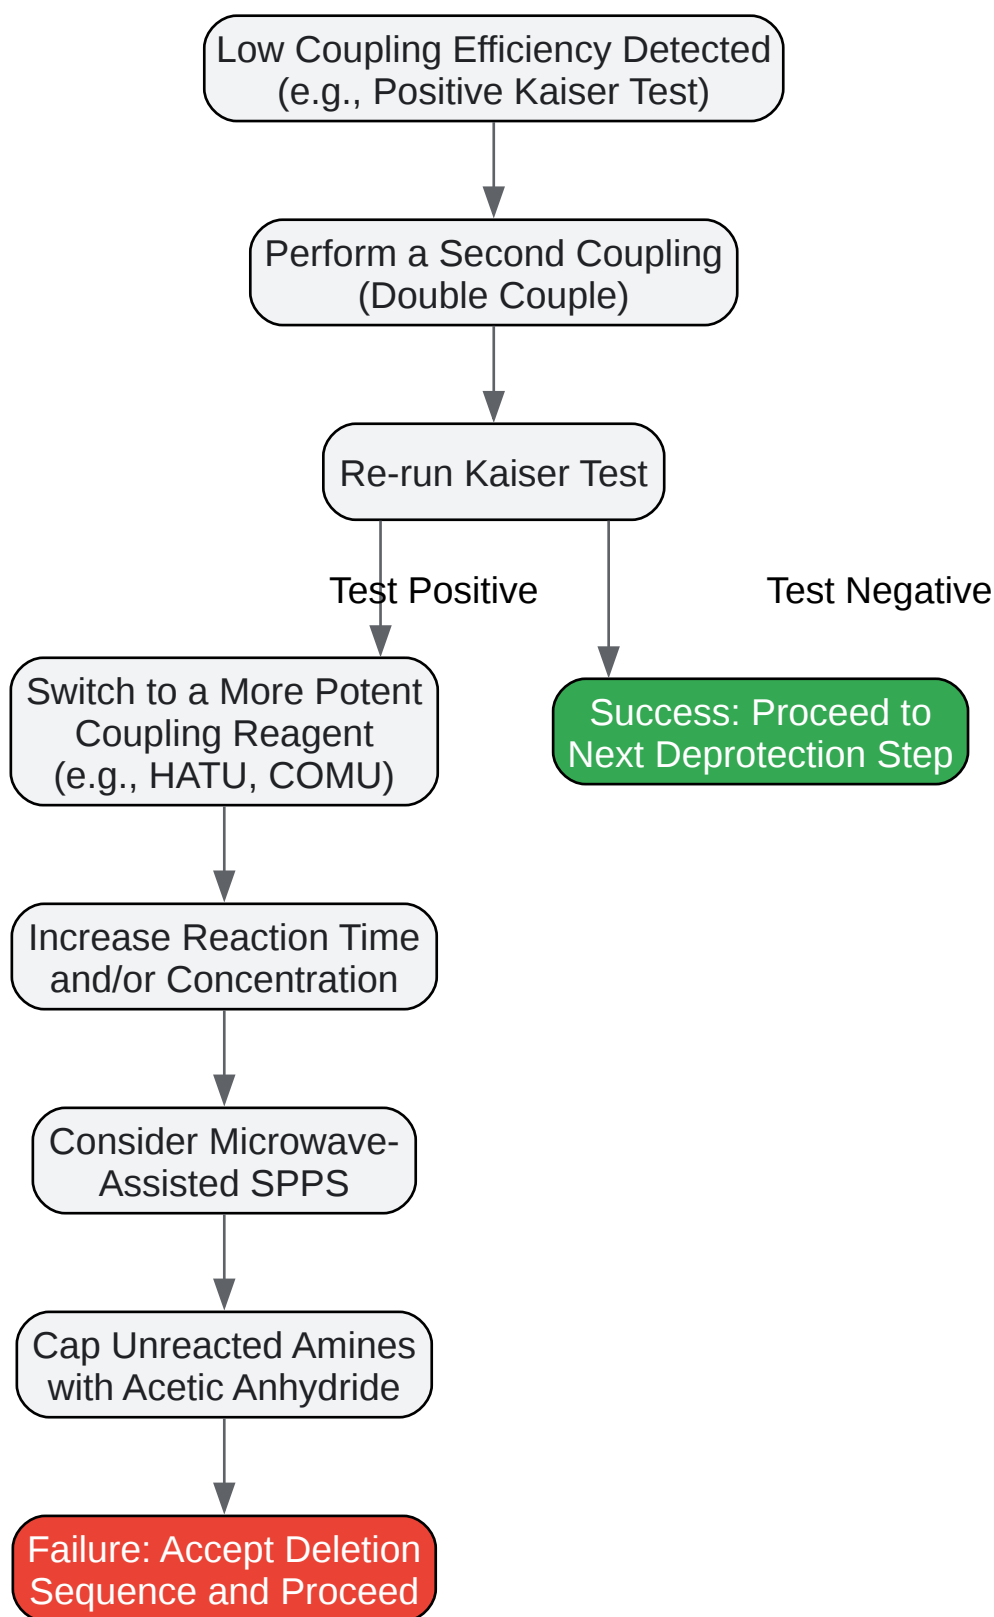 Low Coupling Efficiency Detected
(e.g., Positive Kaiser Test)
Perform a Second Coupling
(Double Couple)
Re-run Kaiser Test
Test Positive
Test Negative
Switch to a More Potent
Coupling Reagent
(e.g., HATU, COMU)
Success: Proceed to
Next Deprotection Step
Increase Reaction Time
and/or Concentration
Consider Microwave-
Assisted SPPS
Cap Unreacted Amines
with Acetic Anhydride
Failure: Accept Deletion
Sequence and Proceed